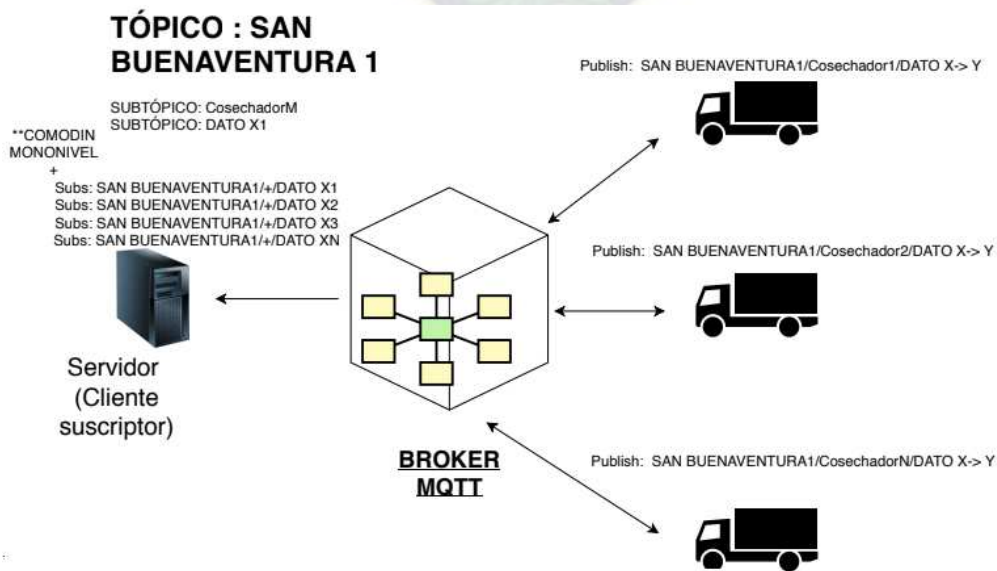 TÓPICO : SAN
BUENAVENTURA 1
SUBTÓPICO: CosechadorM
SUBTÓPICO: DATO X1
**COMODIN
MONONIVEL
+
Subs: SAN BUENAVENTURA1/+/DATO X1
Subs: SAN BUENAVENTURA1/+/DATO X2
Subs: SAN BUENAVENTURA1/+/DATO X3
Subs: SAN BUENAVENTURA1/+/DATO XN
Servidor
(Cliente
suscriptor)
BROKER
MQTT
Publish: SAN BUENAVENTURA1/Cosechador1/DATO X-> Y
Publish: SAN BUENAVENTURA1/Cosechador2/DATO X-> Y
Publish: SAN BUENAVENTURA1/CosechadorN/DATO X-> Y